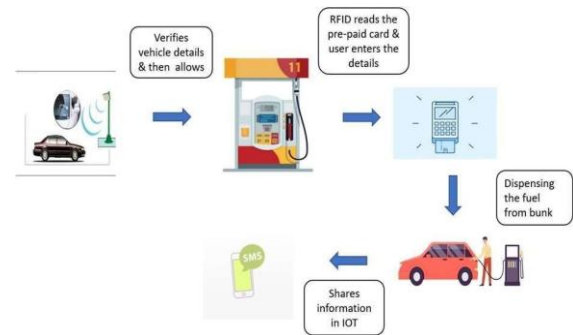 Verifies
vehicle details
& then allows
RFID reads the
pre-paid card &
user enters the
details
11
Dispensing
the fuel
from bunk
SMS
Shares
information
in IOT